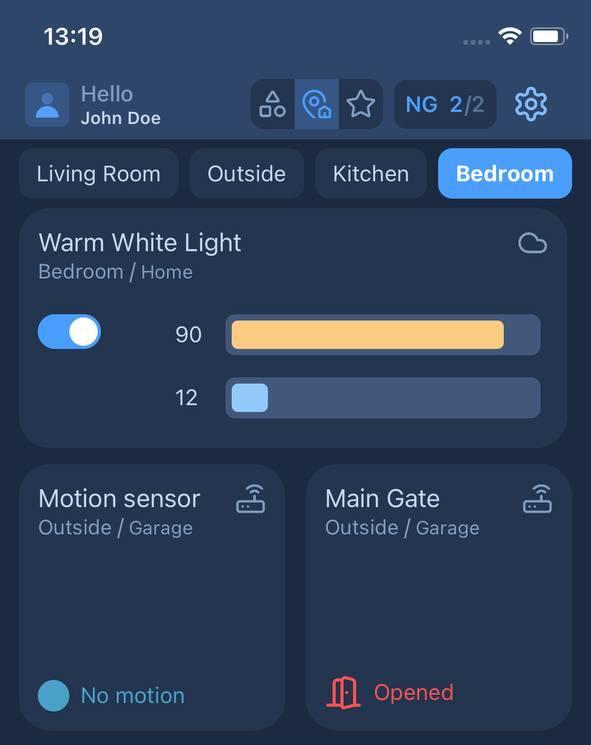 13:19
Hello
John Doe
NG 2/2
Living Room
Outside
Kitchen
Bedroom
Warm White Light
Bedroom / Home
90
12
Motion sensor
Outside / Garage
No motion
Main Gate
Outside / Garage
Opened